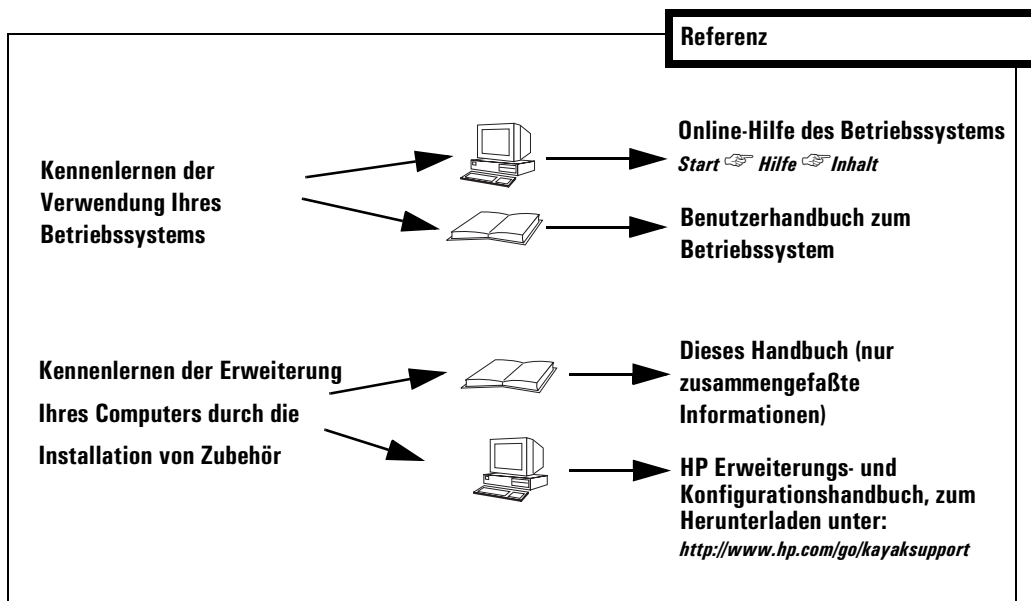 Referenz
Kennenlernen der
Verwendung Ihres
Betriebssystems
Online-Hilfe des Betriebssystems
Start ☞ Hilfe ☞ Inhalt
Benutzerhandbuch zum
Betriebssystem
Kennenlernen der Erweiterung
Ihres Computers durch die
Installation von Zubehör
Dieses Handbuch (nur
zusammengefaßte
Informationen)
HP Erweiterungs- und
Konfigurationshandbuch, zum
Herunterladen unter:
http://www.hp.com/go/kayaksupport